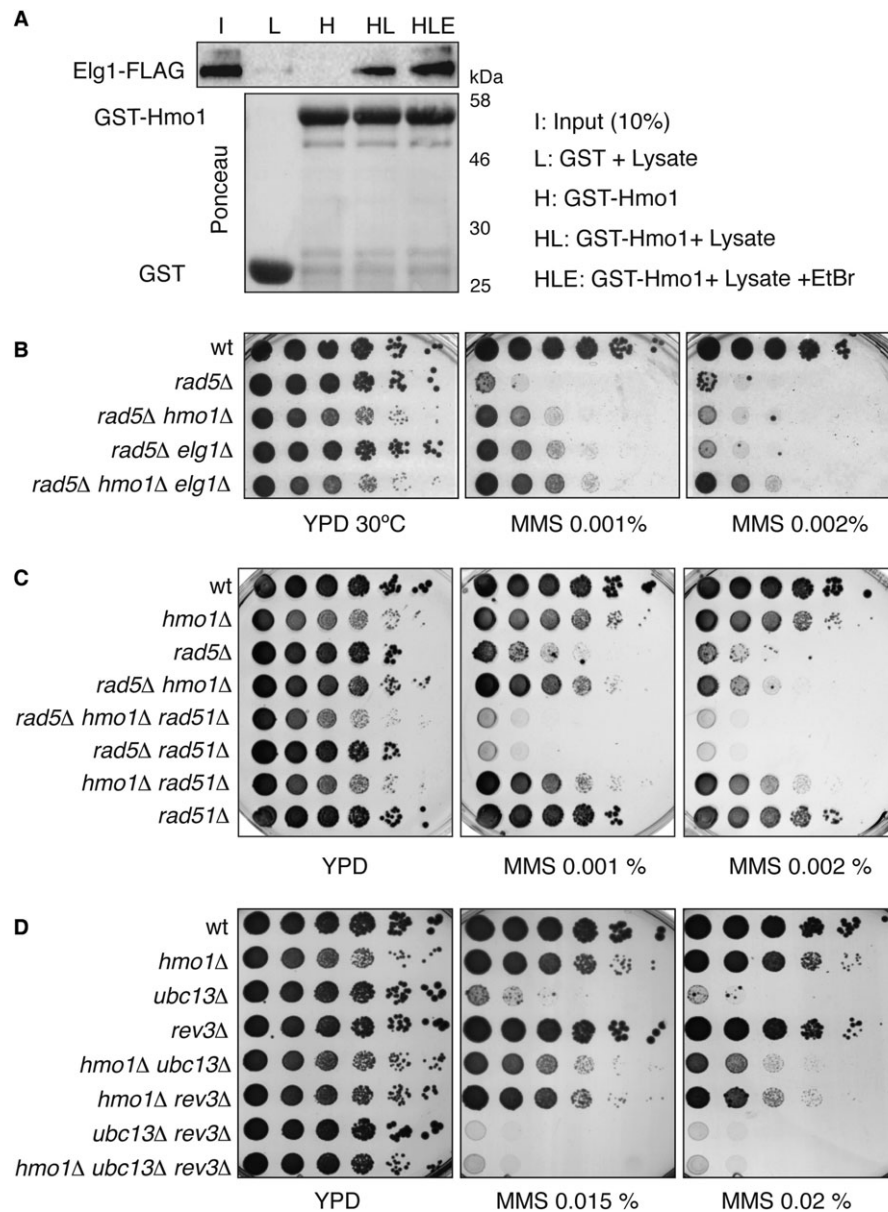 A
I L H HL HLE
Elg1-FLAG
kDa
GST-Hmo1
58
46
30
25
Ponceau
GST
I: Input (10%)
L: GST + Lysate
H: GST-Hmo1
HL: GST-Hmo1+ Lysate
HLE: GST-Hmo1+ Lysate +EtBr
B
wt
rad5Δ
rad5Δ hmo1Δ
rad5Δ elg1Δ
rad5Δ hmo1Δ elg1Δ
YPD 30ºC MMS 0.001% MMS 0.002%
C
wt
hmo1Δ
rad5Δ
rad5Δ hmo1Δ
rad5Δ hmo1Δ rad51Δ
rad5Δ rad51Δ
hmo1Δ rad51Δ
rad51Δ
YPD MMS 0.001 % MMS 0.002 %
D
wt
hmo1Δ
ubc13Δ
rev3Δ
hmo1Δ ubc13Δ
hmo1Δ rev3Δ
ubc13Δ rev3Δ
hmo1Δ ubc13Δ rev3Δ
YPD MMS 0.015 % MMS 0.02 %